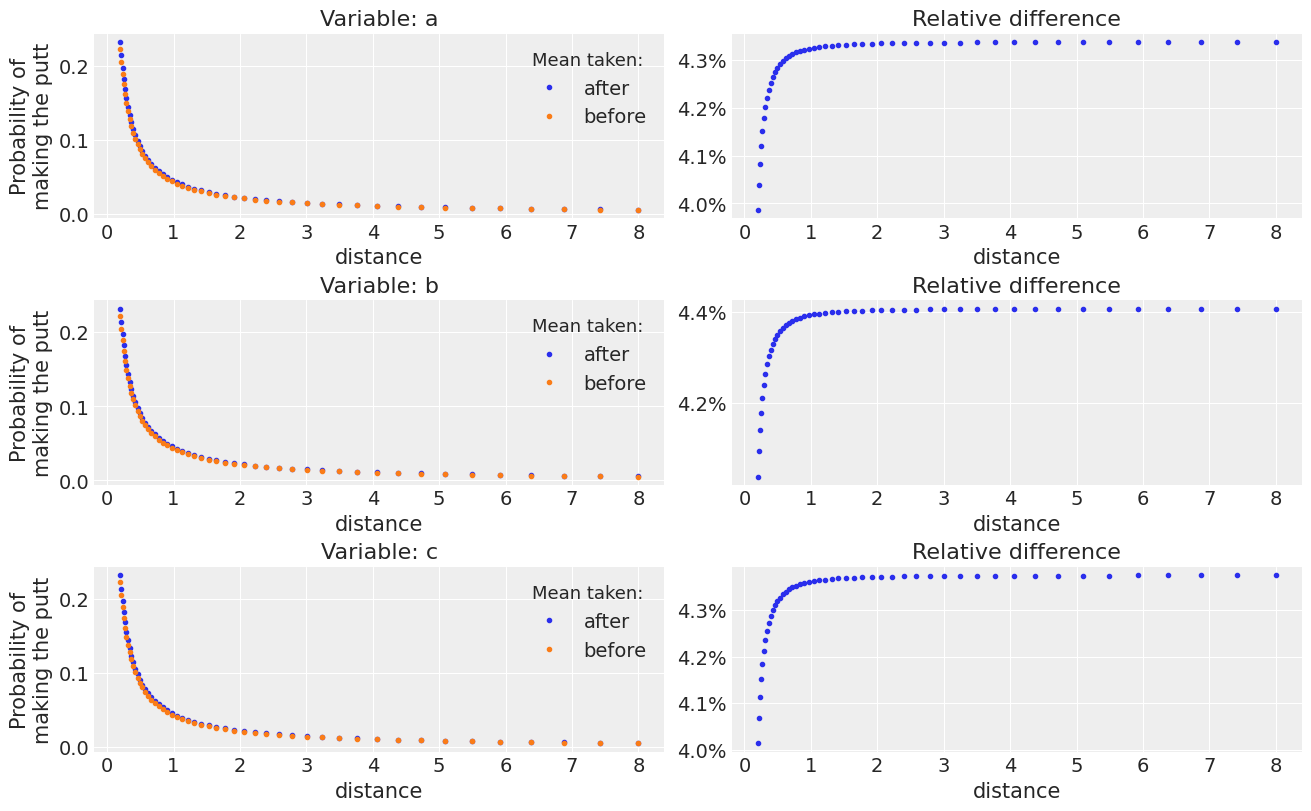 Variable: a
Relative difference
Probability of
making the putt
0.2
0.1
0.0
Mean taken:
after
before
4.3%
4.2%
4.1%
4.0%
0 1 2 3 4 5 6 7 8
0 1 2 3 4 5 6 7 8
distance
distance
Variable: b
Relative difference
Probability of
making the putt
0.2
0.1
0.0
Mean taken:
after
before
4.4%
4.2%
0 1 2 3 4 5 6 7 8
0 1 2 3 4 5 6 7 8
distance
distance
Variable: c
Relative difference
Probability of
making the putt
0.2
0.1
0.0
Mean taken:
after
before
4.3%
4.2%
4.1%
4.0%
0 1 2 3 4 5 6 7 8
0 1 2 3 4 5 6 7 8
distance
distance